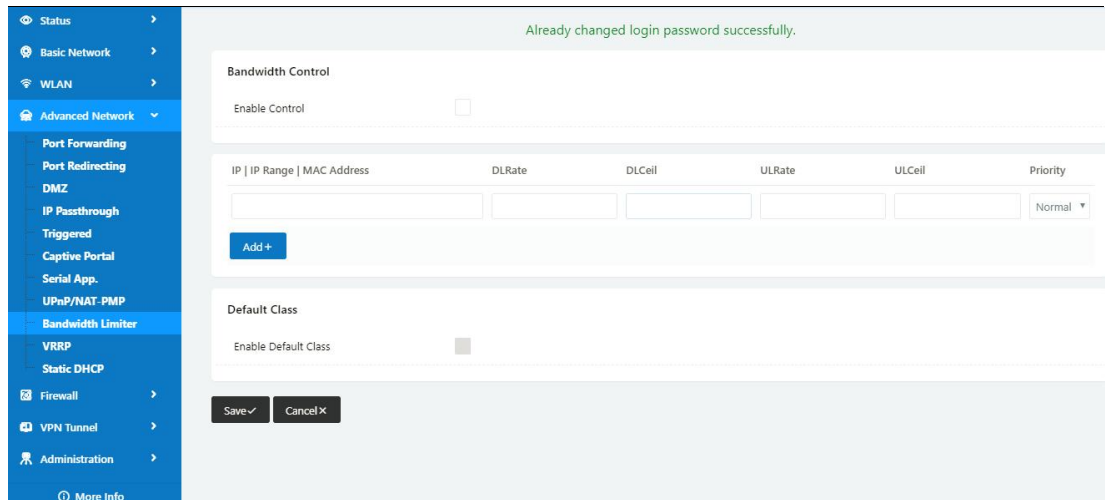 Status
Basic Network
WLAN
Advanced Network
Port Forwarding
Port Redirecting
DMZ
IP Passthrough
Triggered
Captive Portal
Serial App.
UPnP/NAT-PMP
Bandwidth Limiter
VRRP
Static DHCP
Firewall
VPN Tunnel
Administration
More Info
Already changed login password successfully.
Bandwidth Control
Enable Control
IP | IP Range | MAC Address DLRate DLCeil ULRate ULCeil Priority
Normal
Add +
Default Class
Enable Default Class
Save Cancel